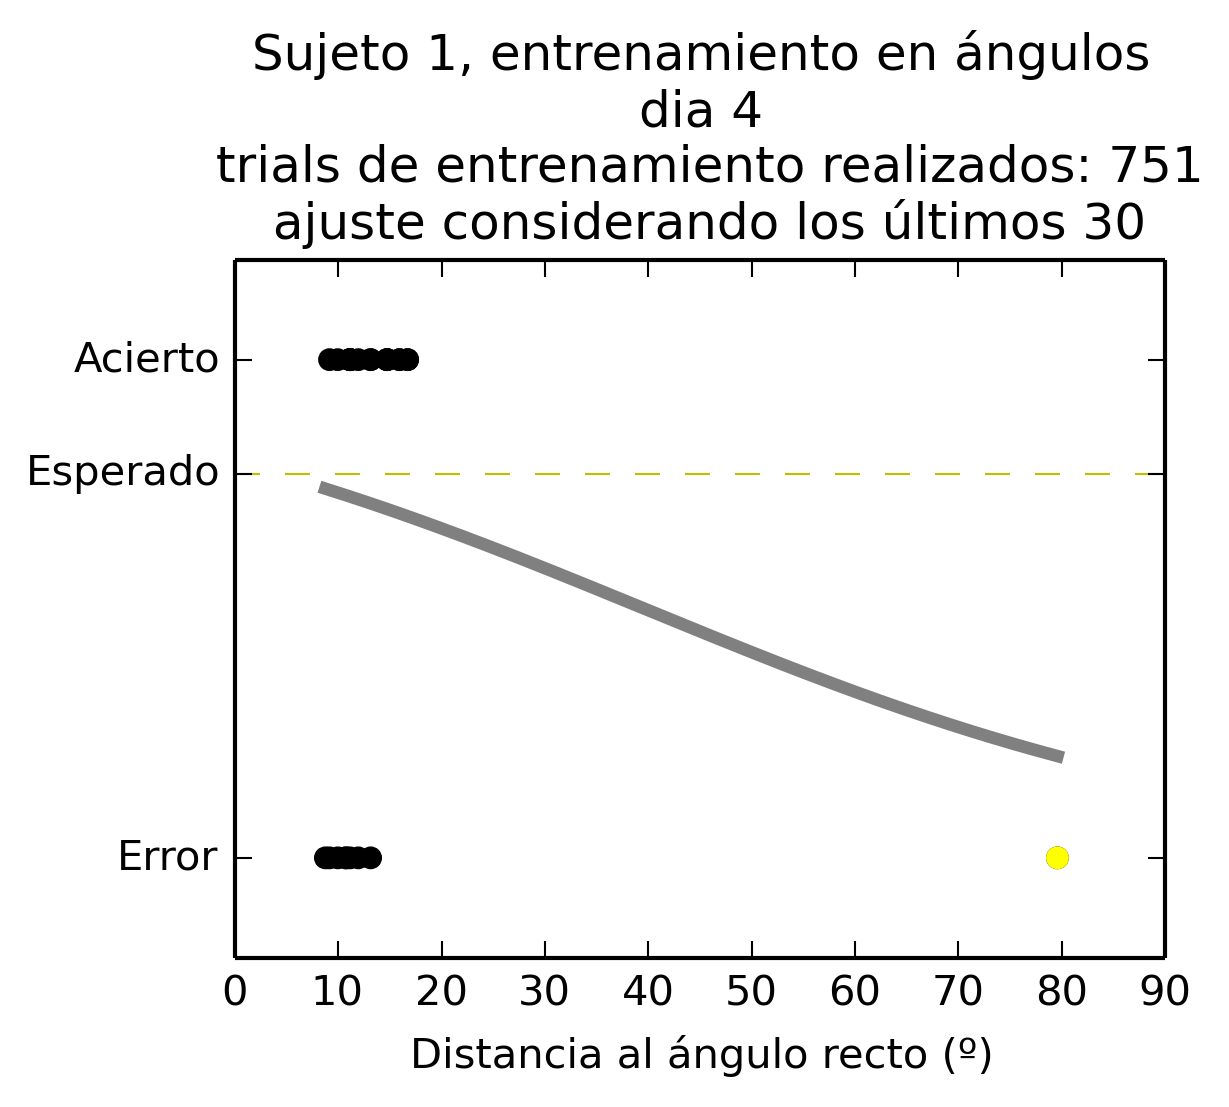 Sujeto 1, entrenamiento en ángulos
dia 4
trials de entrenamiento realizados: 751
ajuste considerando los últimos 30
Acierto
Esperado
Error
0 10 20 30 40 50 60 70 80 90
Distancia al ángulo recto (º)